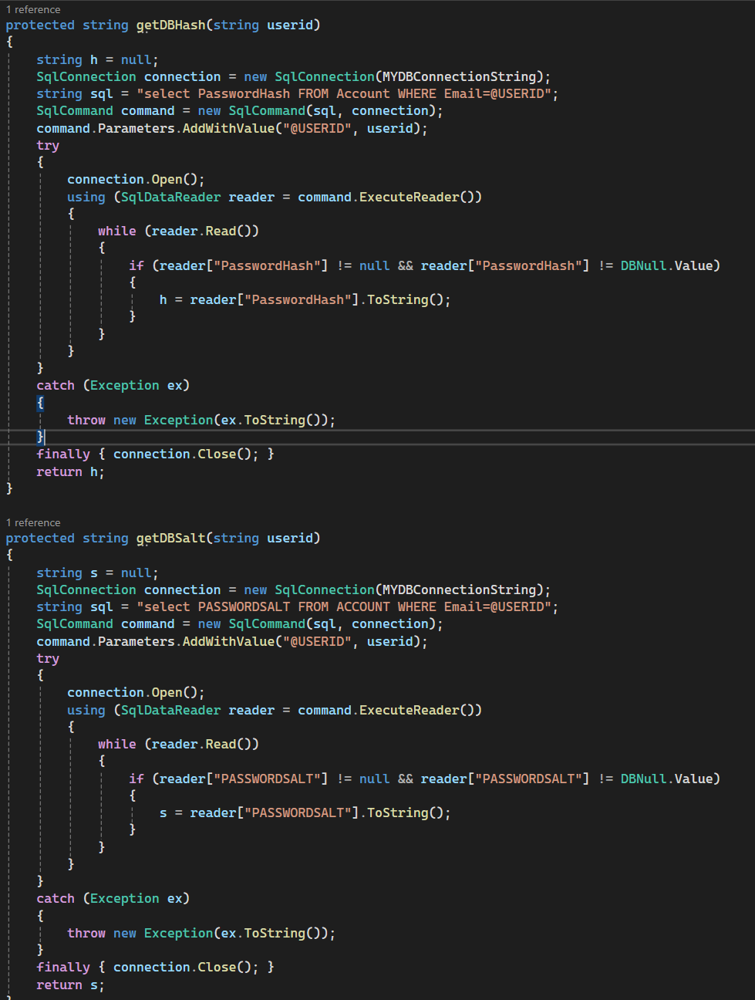 1 reference
protected string getDBHash(string userid)
{
    string h = null;
    SqlConnection connection = new SqlConnection(MYDBConnectionString);
    string sql = "select PasswordHash FROM Account WHERE Email=@USERID";
    SqlCommand command = new SqlCommand(sql, connection);
    command.Parameters.AddWithValue("@USERID", userid);
    try
    {
        connection.Open();
        using (SqlDataReader reader = command.ExecuteReader())
        {
            while (reader.Read())
            {
                if (reader["PasswordHash"] != null && reader["PasswordHash"] != DBNull.Value)
                {
                    h = reader["PasswordHash"].ToString();
                }
            }
        }
    }
    catch (Exception ex)
    {
        throw new Exception(ex.ToString());
    }
    finally { connection.Close(); }
    return h;
}
1 reference
protected string getDBSalt(string userid)
{
    string s = null;
    SqlConnection connection = new SqlConnection(MYDBConnectionString);
    string sql = "select PASSWORDSALT FROM ACCOUNT WHERE Email=@USERID";
    SqlCommand command = new SqlCommand(sql, connection);
    command.Parameters.AddWithValue("@USERID", userid);
    try
    {
        connection.Open();
        using (SqlDataReader reader = command.ExecuteReader())
        {
            while (reader.Read())
            {
                if (reader["PASSWORDSALT"] != null && reader["PASSWORDSALT"] != DBNull.Value)
                {
                    s = reader["PASSWORDSALT"].ToString();
                }
            }
        }
    }
    catch (Exception ex)
    {
        throw new Exception(ex.ToString());
    }
    finally { connection.Close(); }
    return s;
}